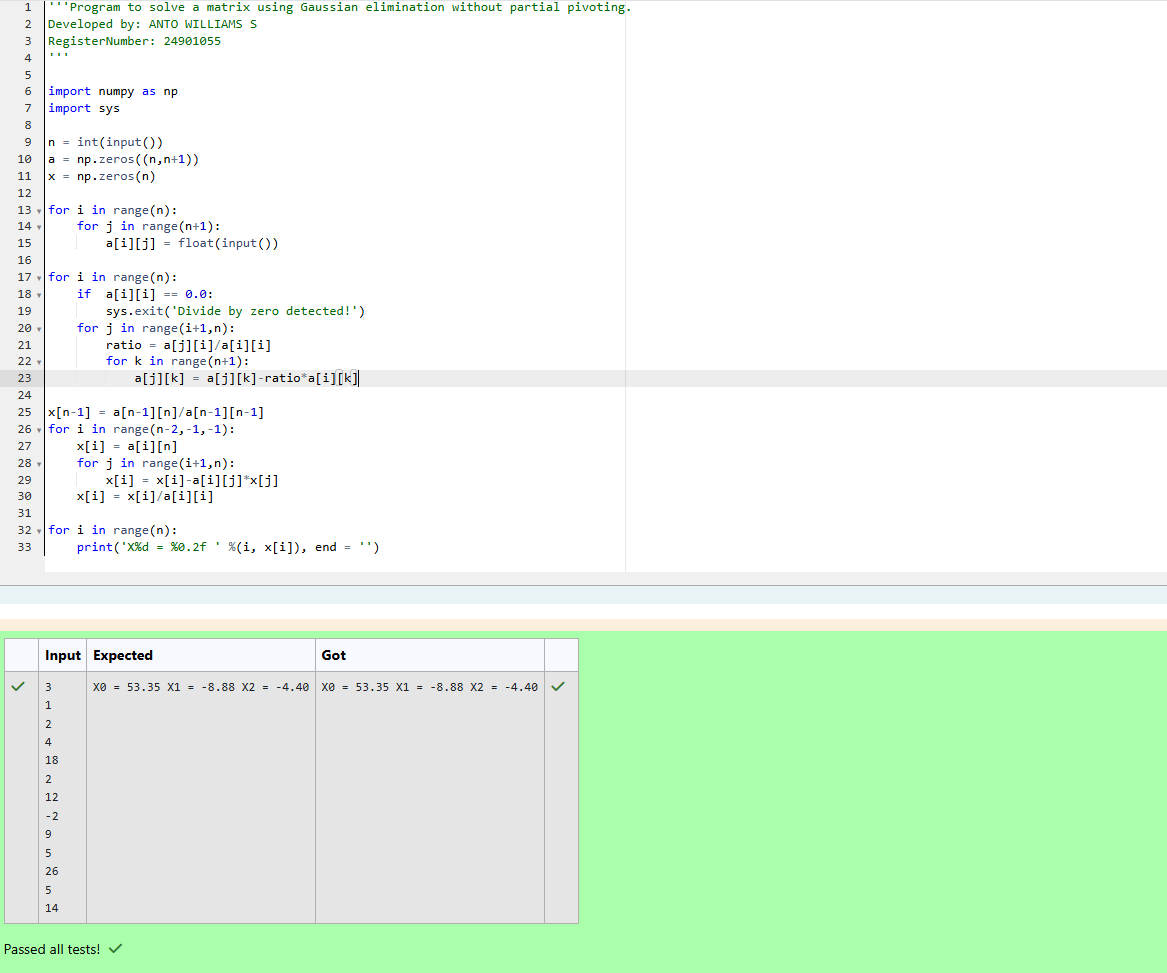 1 '''Program to solve a matrix using Gaussian elimination without partial pivoting.
2 Developed by: ANTO WILLIAMS S
3 RegisterNumber: 24901055
4 '''
5
6 import numpy as np
7 import sys
8
9 n = int(input())
10 a = np.zeros((n,n+1))
11 x = np.zeros(n)
12
13 for i in range(n):
14     for j in range(n+1):
15         a[i][j] = float(input())
16
17 for i in range(n):
18     if  a[i][i] == 0.0:
19         sys.exit('Divide by zero detected!')
20     for j in range(i+1,n):
21         ratio = a[j][i]/a[i][i]
22         for k in range(n+1):
23             a[j][k] = a[j][k]-ratio*a[i][k]
24
25 x[n-1] = a[n-1][n]/a[n-1][n-1]
26 for i in range(n-2,-1,-1):
27     x[i] = a[i][n]
28     for j in range(i+1,n):
29         x[i] = x[i]-a[i][j]*x[j]
30     x[i] = x[i]/a[i][i]
31
32 for i in range(n):
33     print('X%d = %0.2f ' %(i, x[i]), end = '')
Input Expected Got
3 X0 = 53.35 X1 = -8.88 X2 = -4.40 X0 = 53.35 X1 = -8.88 X2 = -4.40
1
2
4
18
2
12
-2
9
5
26
5
14
Passed all tests!